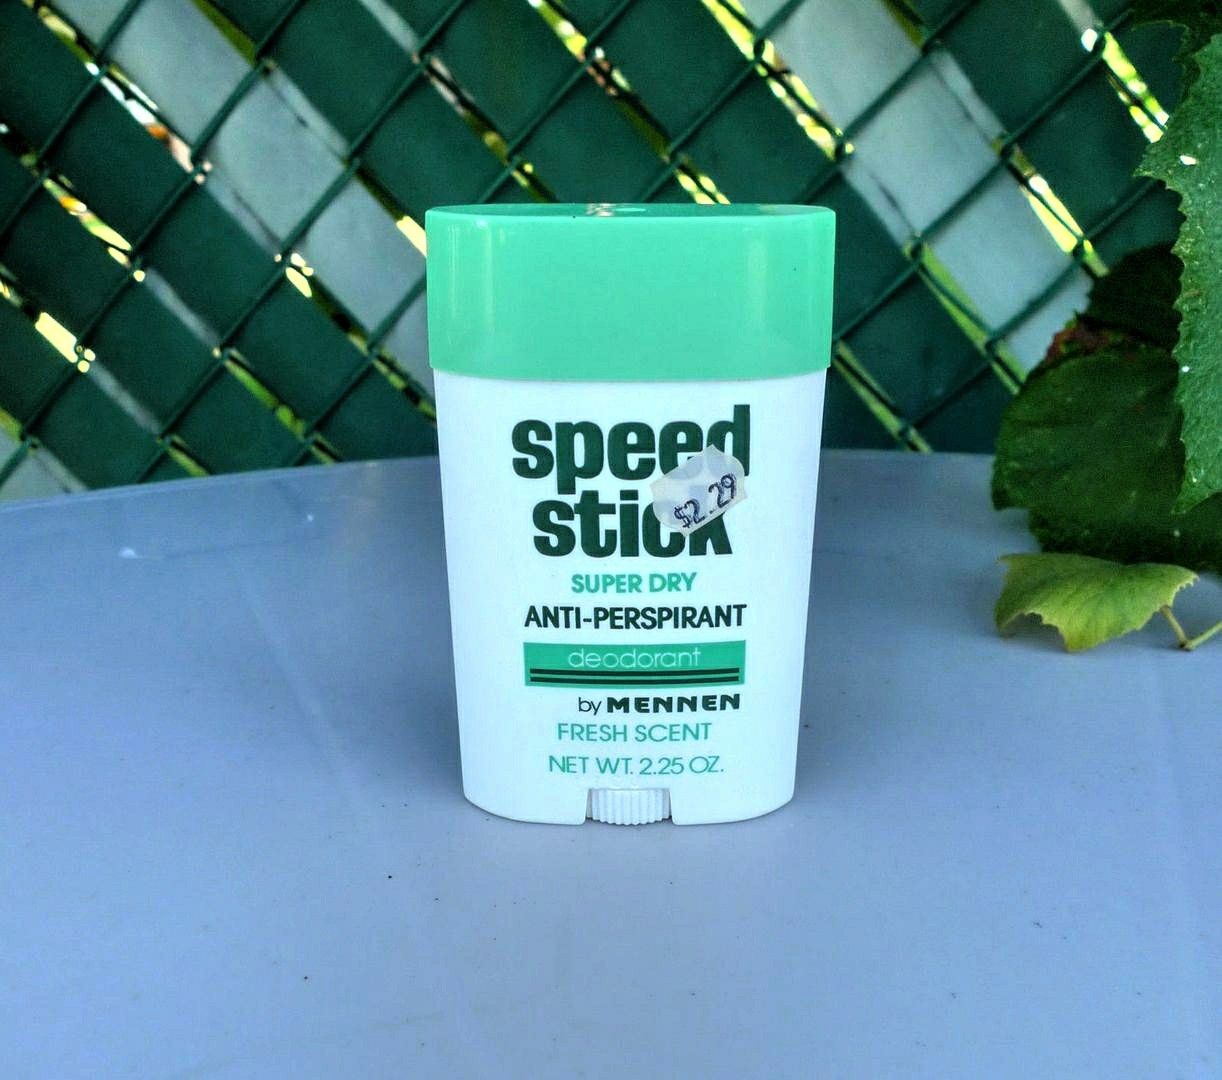 speed
$2.29
stick
SUPER DRY
ANTI-PERSPIRANT
deodorant
by MENNEN
FRESH SCENT
NET WT. 2.25 OZ.